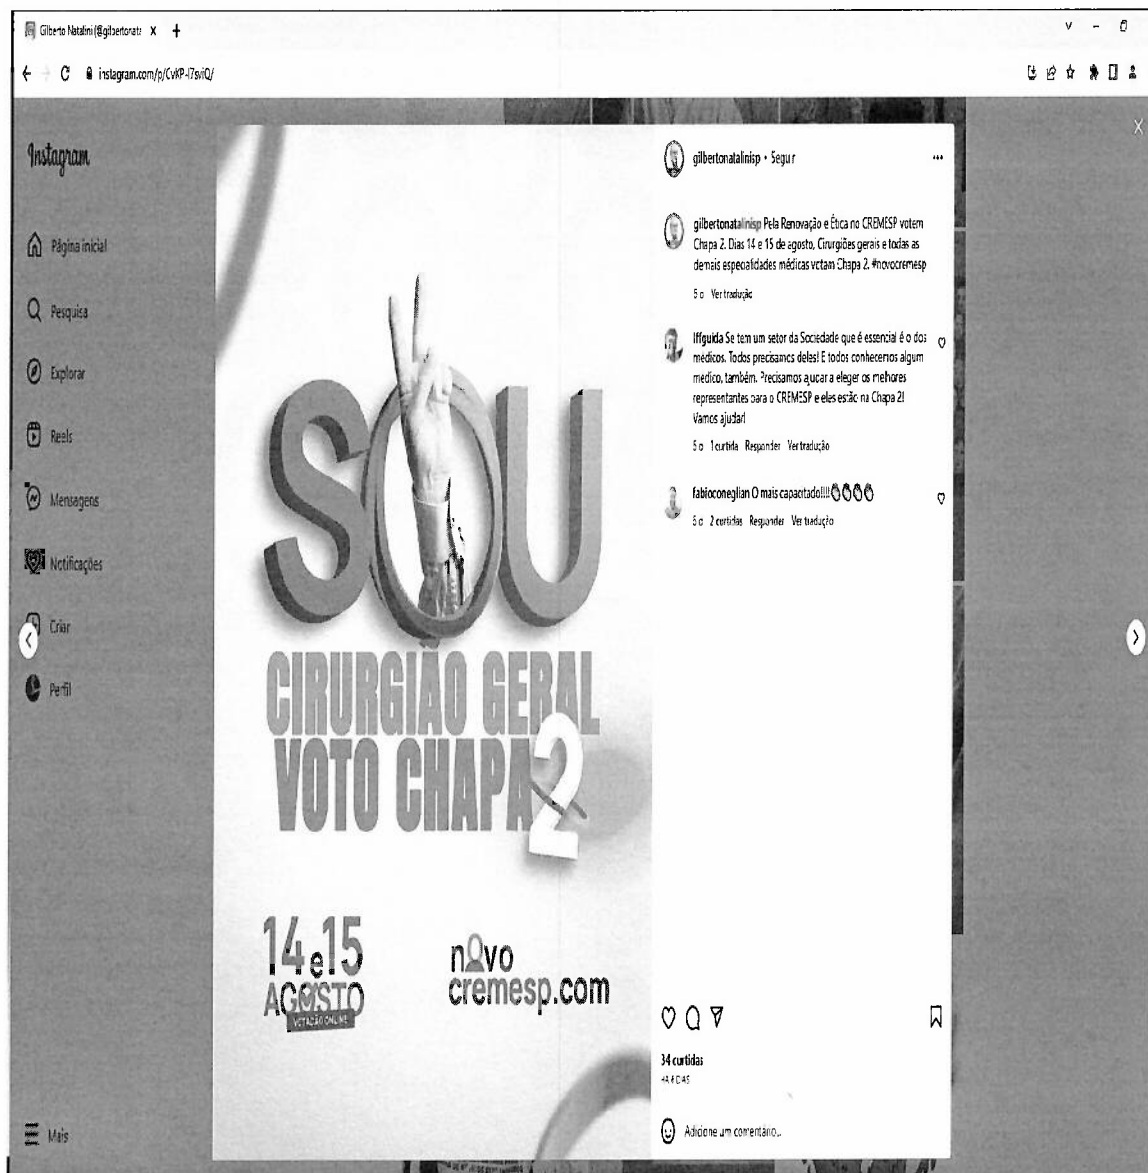 Gilberto Natalini (@gilbertonata
instagram.com/p/CvKP-I7sviQ/
Instagram
Página inicial
Pesquisa
Explorar
Reels
Mensagens
Notificações
Criar
Perfil
Mais
SOU
CIRURGIÃO GERAL
VOTO CHAPA 2
14 e 15
AGOSTO
VOTAÇÃO ONLINE
novo
cremesp.com
gilbertonatalinisp • Seguir
gilbertonatalinisp Pela Renovação e Ética no CREMESP votem
Chapa 2. Dias 14 e 15 de agosto, Cirurgiões gerais e todas as
demais especialidades médicas votam Chapa 2. #novocremesp
Ver tradução
lffguida Se tem um setor da Sociedade que é essencial é o dos
médicos. Todos precisamos deles! E todos conhecemos algum
médico, também. Precisamos ajudar a eleger os melhores
representantes para o CREMESP e eles estão na Chapa 2!
Vamos ajudar!
1 curtida Responder Ver tradução
fabioconeglian O mais capacitado!!!!
2 curtidas Responder Ver tradução
34 curtidas
DIAS
Adicione um comentário...